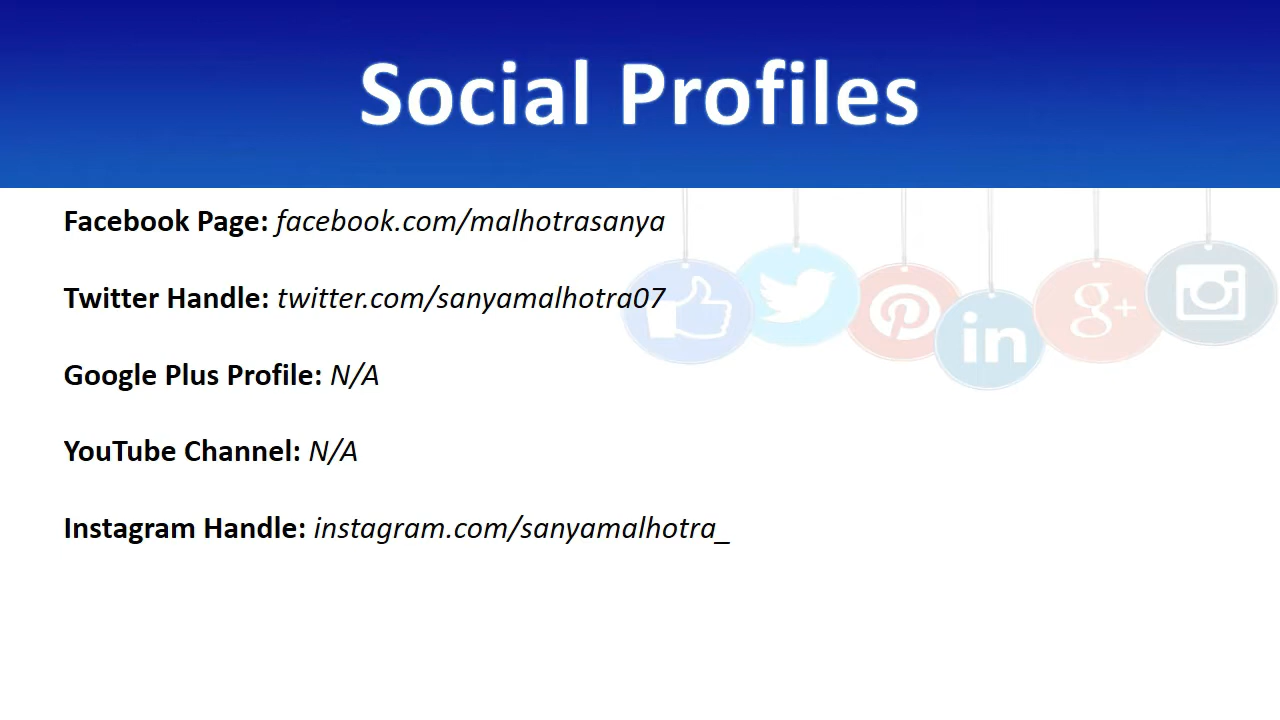 Social Profiles
Facebook Page: facebook.com/malhotrasanya
Twitter Handle: twitter.com/sanyamalhotra07
Google Plus Profile: N/A
YouTube Channel: N/A
Instagram Handle: instagram.com/sanyamalhotra_
in
g+